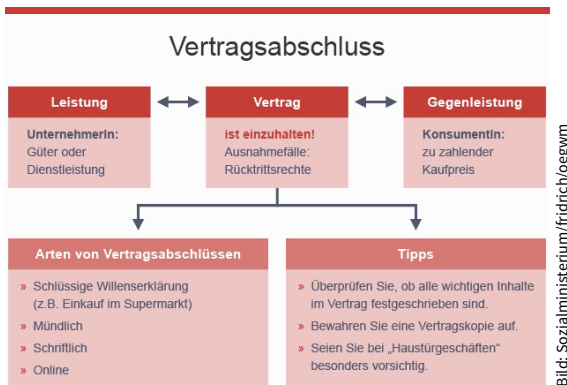 Vertragsabschluss
Leistung
UnternehmerIn:
Güter oder
Dienstleistung
Vertrag
ist einzuhalten!
Ausnahmefälle:
Rücktrittsrechte
Gegenleistung
KonsumentIn:
zu zahlender
Kaufpreis
Arten von Vertragsabschlüssen
» Schlüssige Willenserklärung
(z.B. Einkauf im Supermarkt)
» Mündlich
» Schriftlich
» Online
Tipps
» Überprüfen Sie, ob alle wichtigen Inhalte
im Vertrag festgeschrieben sind.
» Bewahren Sie eine Vertragskopie auf.
» Seien Sie bei „Haustürgeschäften"
besonders vorsichtig.
Bild: Sozialministerium/fridrich/oegwm